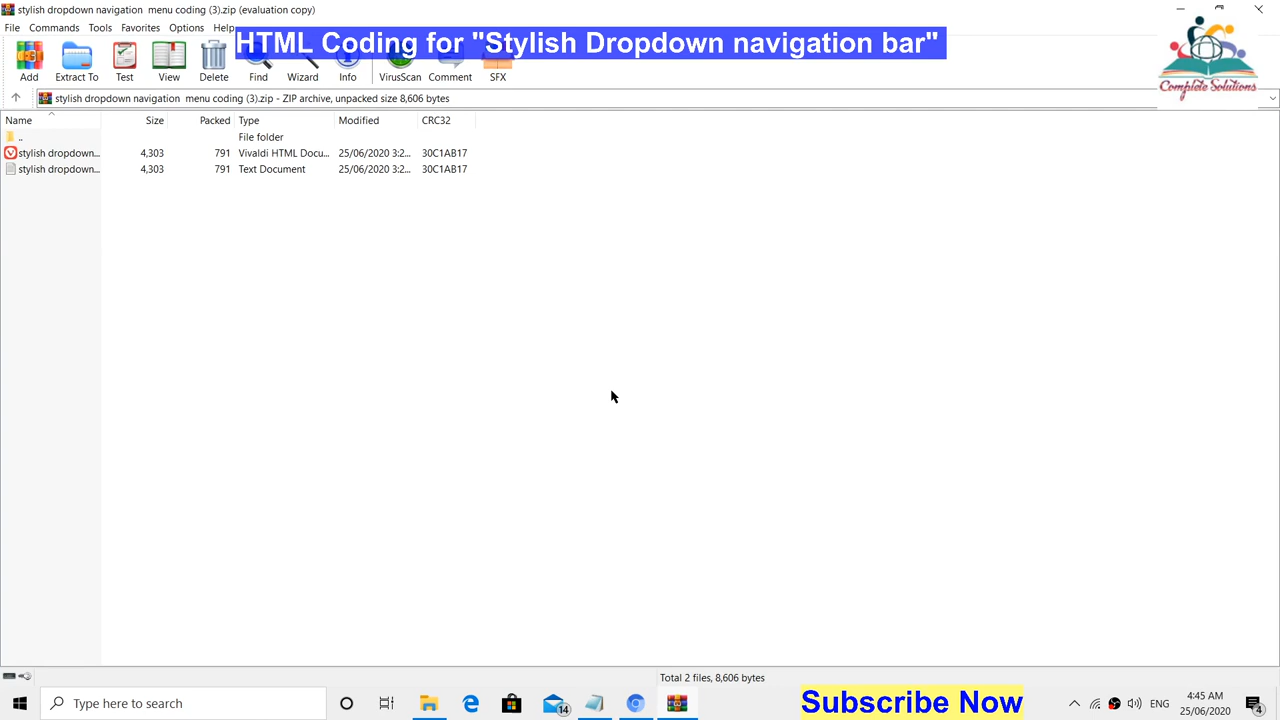 stylish dropdown navigation  menu coding (3).zip (evaluation copy)
File Commands Tools Favorites Options Help
HTML Coding for "Stylish Dropdown navigation bar"
Add Extract To Test View Delete Find Wizard Info VirusScan Comment SFX
Complete Solutions
stylish dropdown navigation  menu coding (3).zip - ZIP archive, unpacked size 8,606 bytes
Name Size Packed Type Modified CRC32
.. File folder
stylish dropdown... 4,303 791 Vivaldi HTML Docu... 25/06/2020 3:2... 30C1AB17
stylish dropdown... 4,303 791 Text Document 25/06/2020 3:2... 30C1AB17
Total 2 files, 8,606 bytes
Type here to search
14
Subscribe Now
ENG
4:45 AM
25/06/2020
4